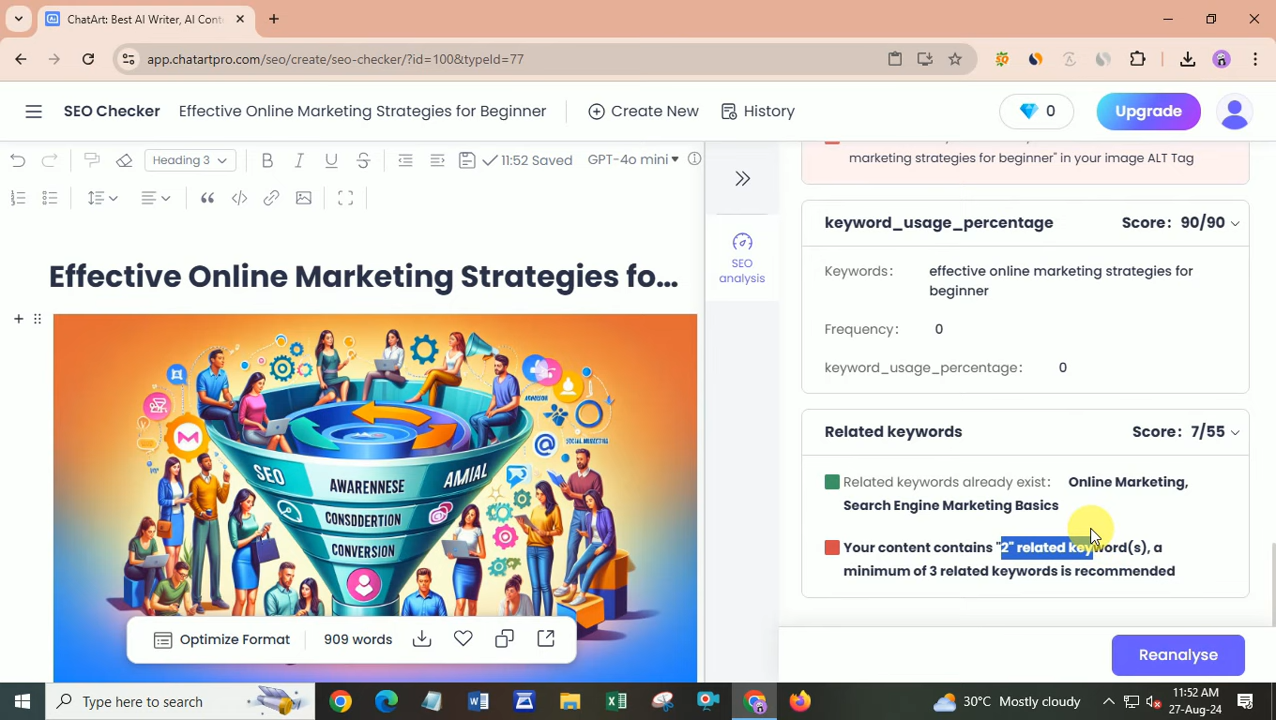 ChatArt: Best AI Writer, AI Cont
app.chatartpro.com/seo/create/seo-checker/?id=100&typeId=77
SEO Checker
Effective Online Marketing Strategies for Beginner
Create New
History
0
Upgrade
Heading 3
B I U S
11:52 Saved
GPT-4o mini
Effective Online Marketing Strategies fo...
SEO
AWARENNESE
AMIAL
CONSDDERTION
CONVERSION
SOCIAL MARKETING
Optimize Format
909 words
SEO
analysis
marketing strategies for beginner" in your image ALT Tag
keyword_usage_percentage
Score: 90/90
Keywords:
effective online marketing strategies for
beginner
Frequency:
0
keyword_usage_percentage:
0
Related keywords
Score: 7/55
Related keywords already exist: Online Marketing,
Search Engine Marketing Basics
Your content contains "2" related keyword(s), a
minimum of 3 related keywords is recommended
Reanalyse
Type here to search
30°C Mostly cloudy
11:52 AM
27-Aug-24